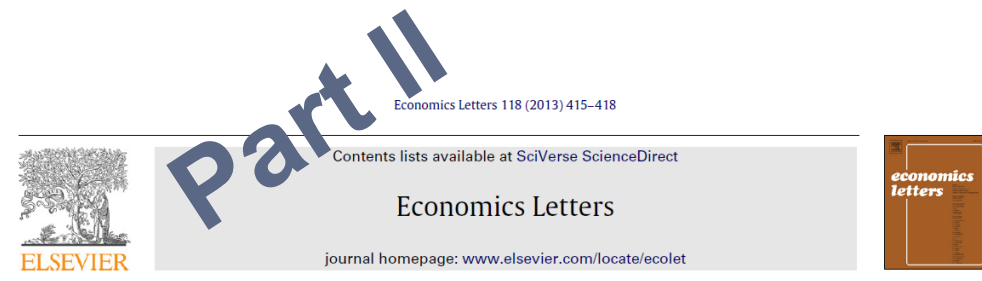 Part II
Economics Letters 118 (2013) 415–418
Contents lists available at SciVerse ScienceDirect
Economics Letters
journal homepage: www.elsevier.com/locate/ecolet
ELSEVIER
economics
letters